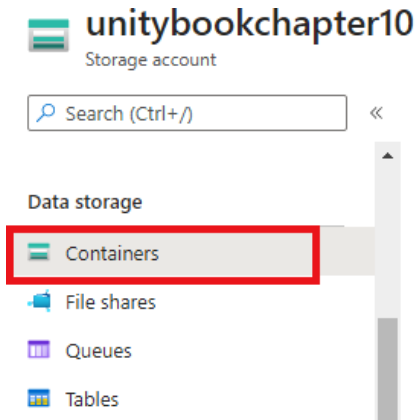 unitybookchapter10
Storage account
Search (Ctrl+/)
Data storage
Containers
File shares
Queues
Tables